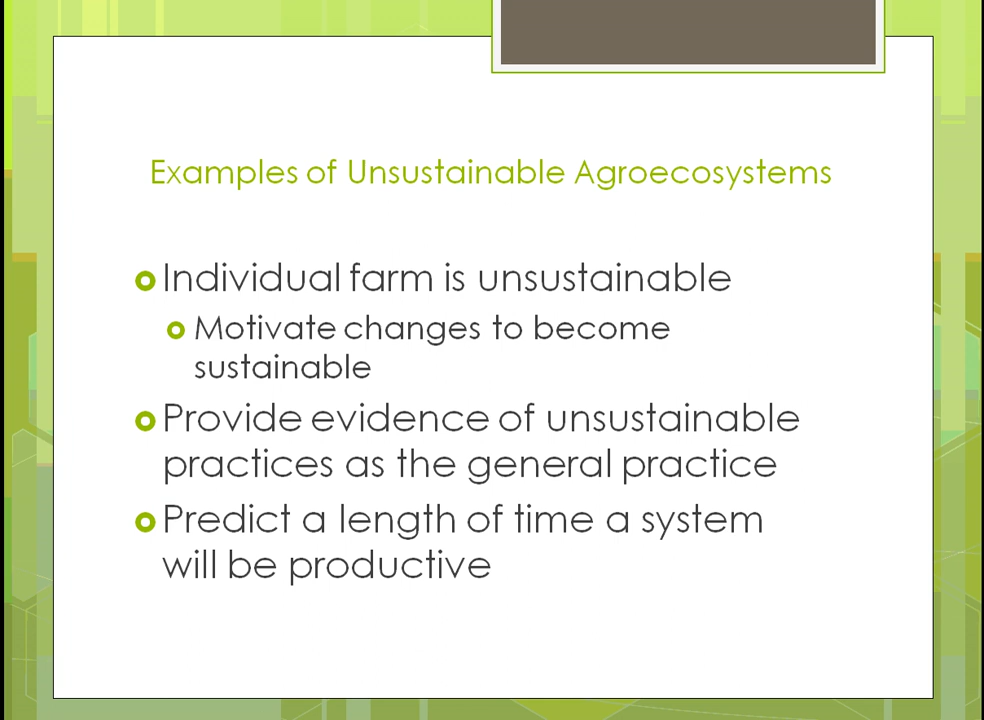 Examples of Unsustainable Agroecosystems
Individual farm is unsustainable
Motivate changes to become
sustainable
Provide evidence of unsustainable
practices as the general practice
Predict a length of time a system
will be productive